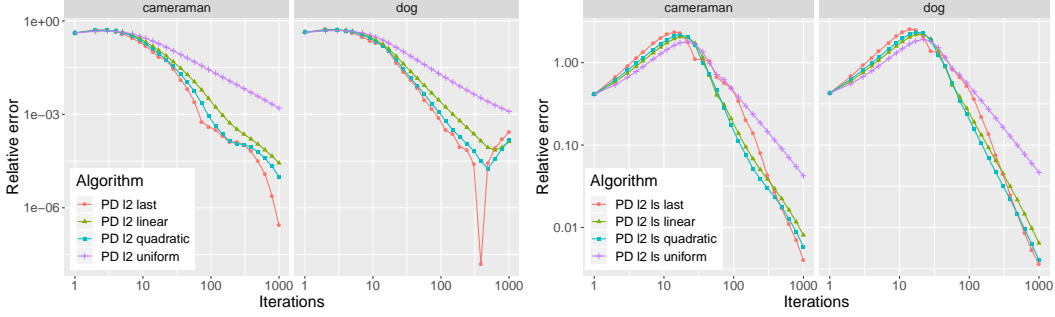 cameraman
dog
Relative error
1e+00
1e-03
1e-06
Algorithm
PD l2 last
PD l2 linear
PD l2 quadratic
PD l2 uniform
1 10 100 1000 1 10 100 1000
Iterations
cameraman
dog
Relative error
1.00
0.10
0.01
Algorithm
PD l2 ls last
PD l2 ls linear
PD l2 ls quadratic
PD l2 ls uniform
1 10 100 1000 1 10 100 1000
Iterations